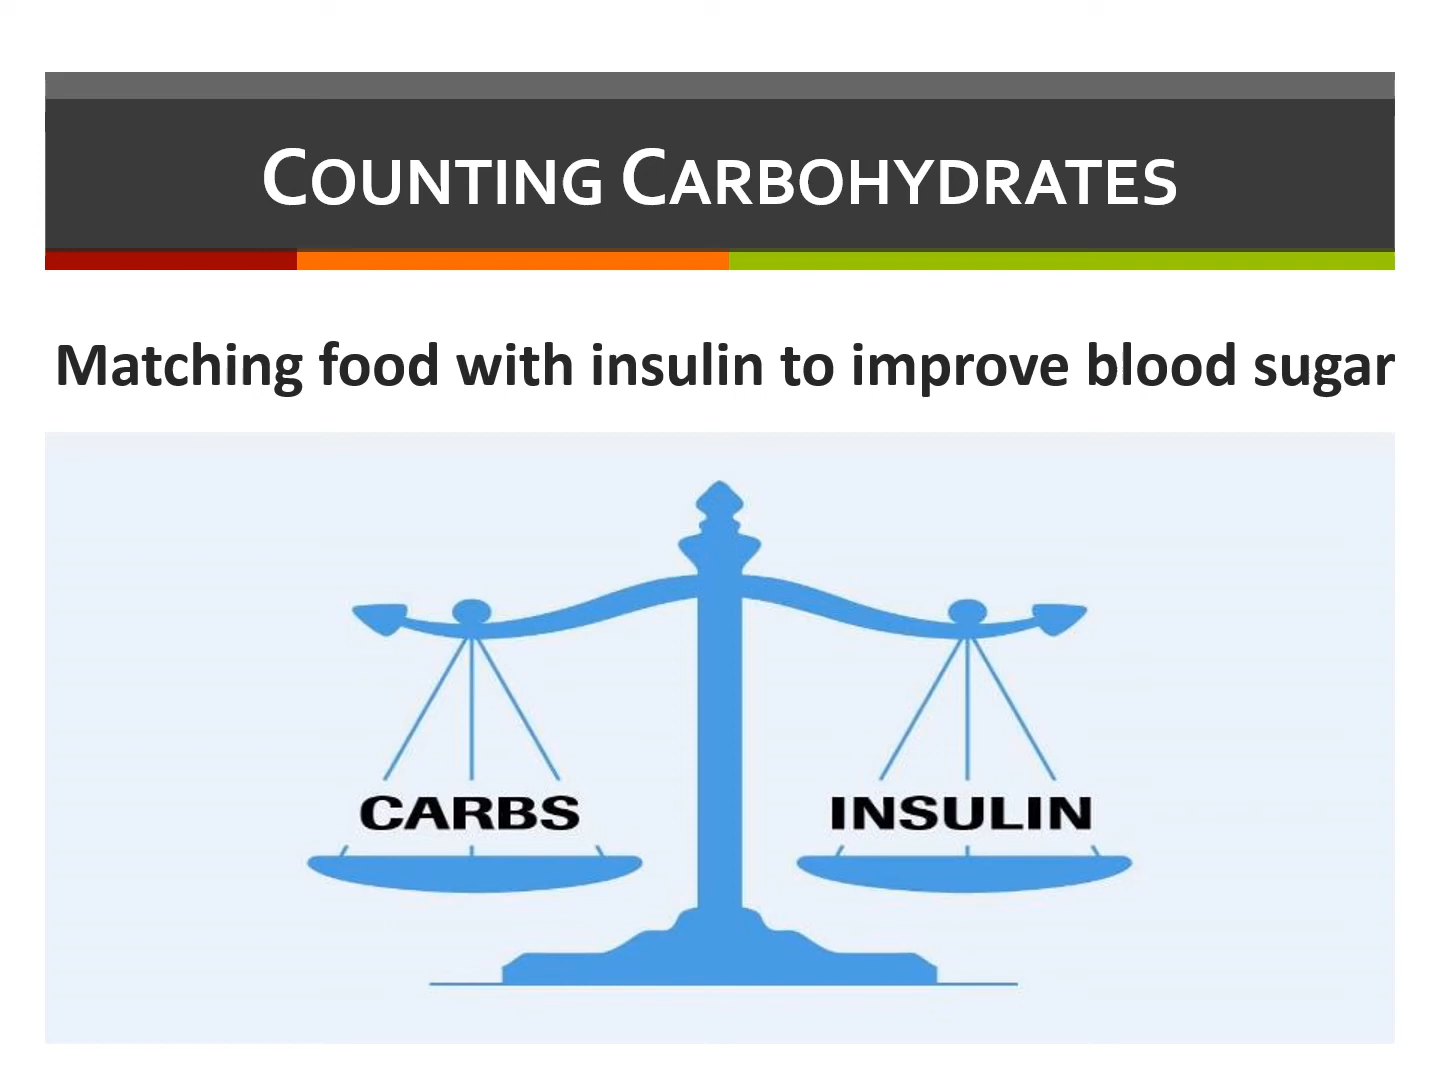 COUNTING CARBOHYDRATES
Matching food with insulin to improve blood sugar
CARBS
INSULIN